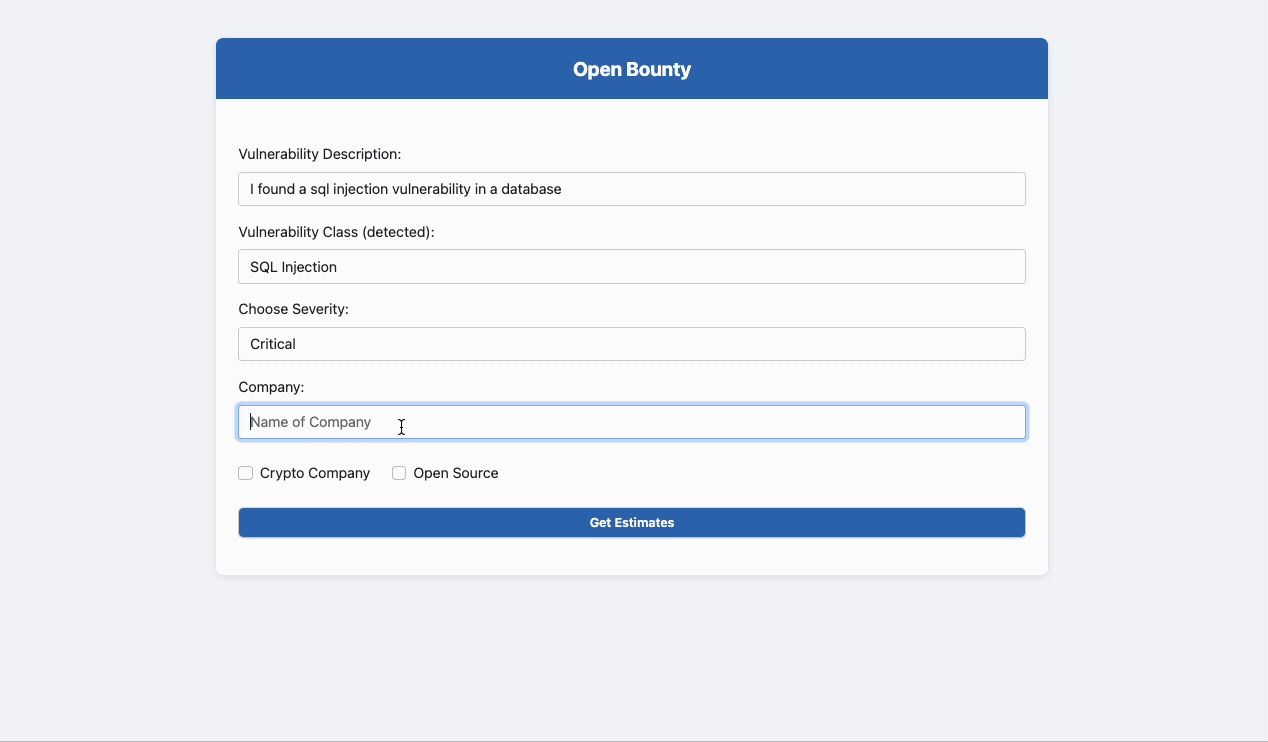 Open Bounty
Vulnerability Description:
I found a sql injection vulnerability in a database
Vulnerability Class (detected):
SQL Injection
Choose Severity:
Critical
Company:
Name of Company
Crypto Company Open Source
Get Estimates